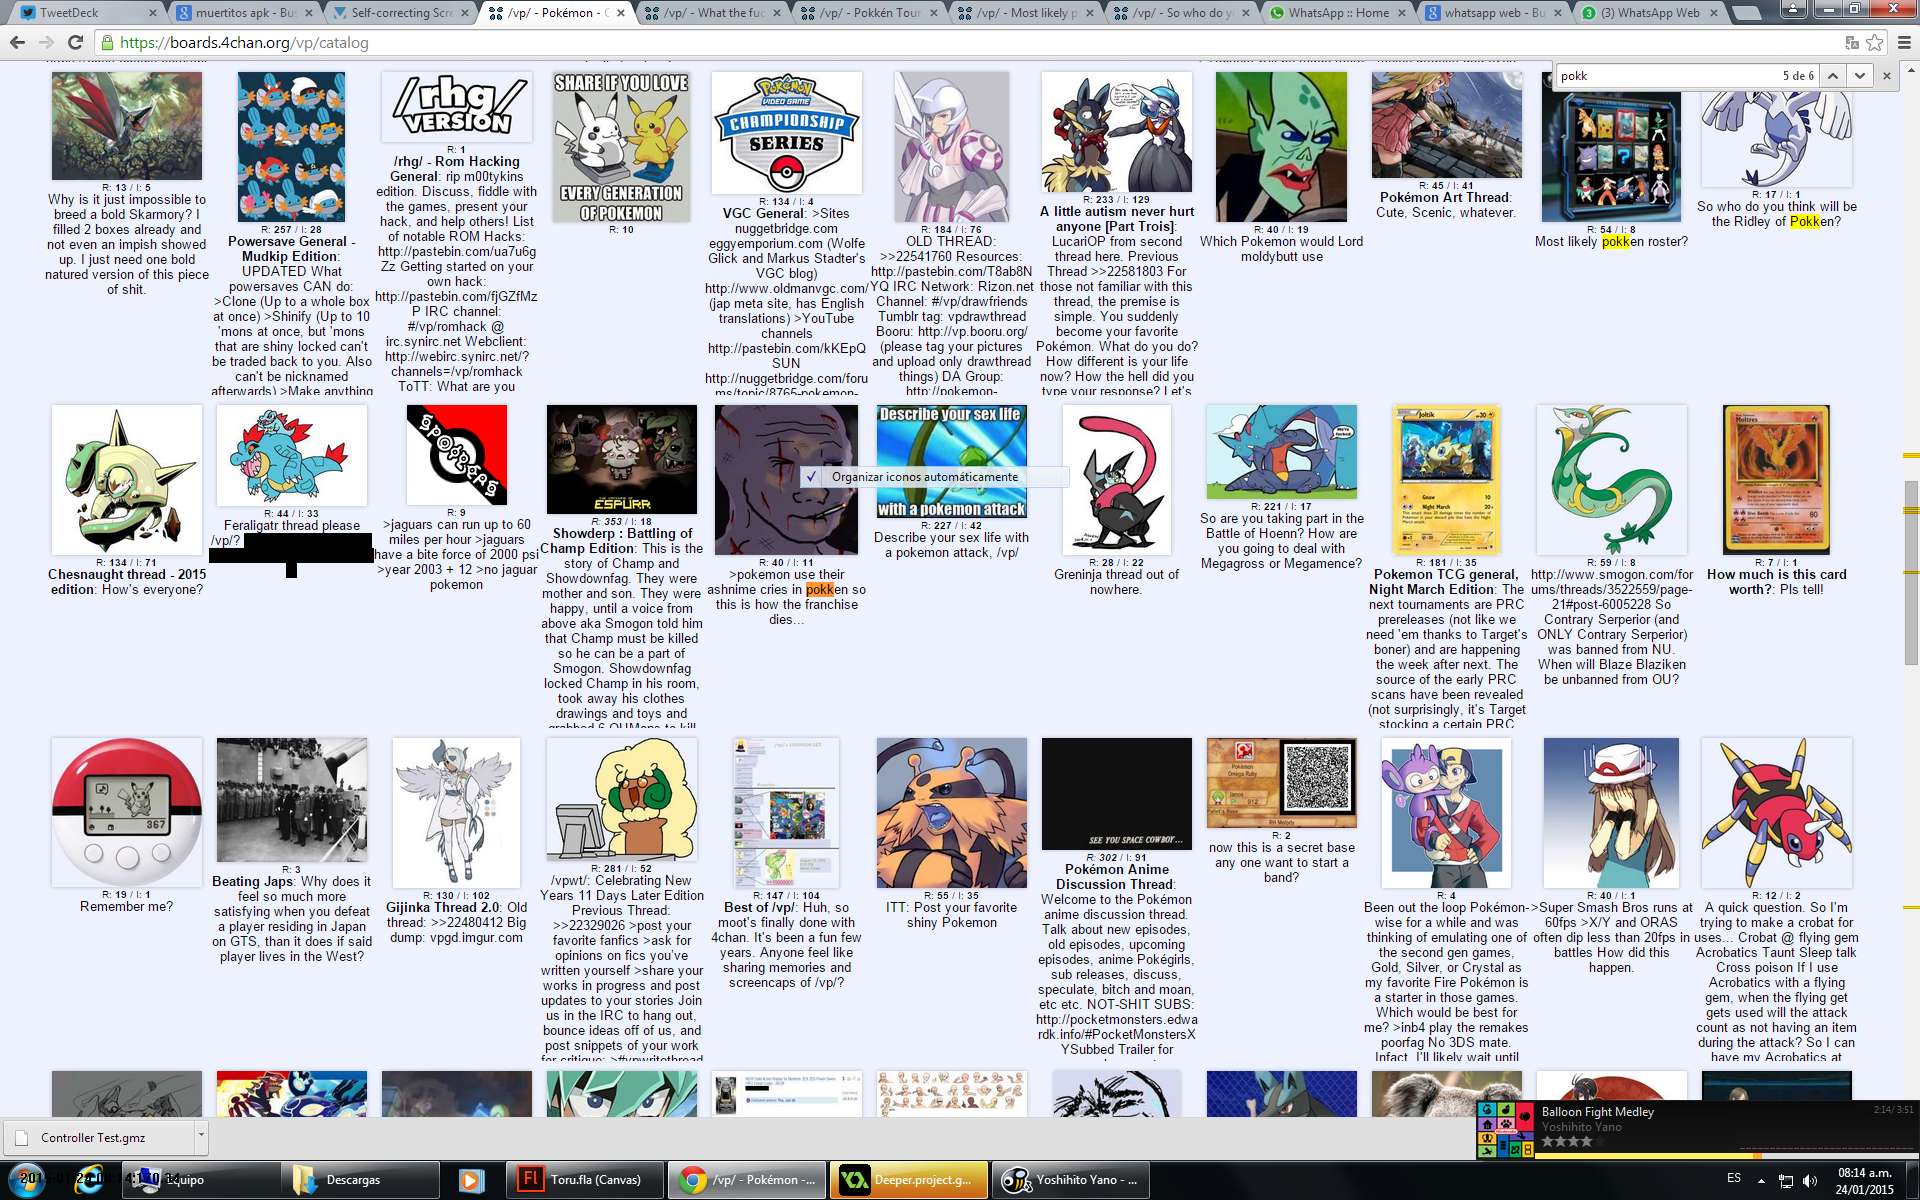 TweetDeck
muertitos apk - Bus
Self-correcting Scre
/vp/ - Pokémon - C
/vp/ - What the fuc
/vp/ - Pokkén Tour
/vp/ - Most likely p
/vp/ - So who do yo
WhatsApp :: Home
whatsapp web - Bu
(3) WhatsApp Web
https://boards.4chan.org/vp/catalog
pokk
5 de 6
R: 13 / I: 5
Why is it just impossible to
breed a bold Skarmory? I
filled 2 boxes already and
not even an impish showed
up. I just need one bold
natured version of this piece
of shit.
R: 257 / I: 28
Powersave General -
Mudkip Edition:
UPDATED What
powersaves CAN do:
>Clone (Up to a whole box
at once) >Shinify (Up to 10
'mons at once, but 'mons
that are shiny locked can't
be traded back to you. Also
can't be nicknamed
afterwards) >Make anything
/rhg/
VERSION
R: 1
/rhg/ - Rom Hacking
General: rip m00tykins
edition. Discuss, fiddle with
the games, present your
hack, and help others! List
of notable ROM Hacks:
http://pastebin.com/ua7u6g
Zz Getting started on your
own hack:
http://pastebin.com/fjGZfMz
P IRC channel:
#/vp/romhack @
irc.synirc.net Webclient:
http://webirc.synirc.net/?
channels=/vp/romhack
ToTT: What are you
SHARE IF YOU LOVE
EVERY GENERATION
OF POKEMON
R: 10
Pokémon
VIDEO GAME
CHAMPIONSHIP
SERIES
R: 134 / I: 4
VGC General: >Sites
nuggetbridge.com
eggyemporium.com (Wolfe
Glick and Markus Stadter's
VGC blog)
http://www.oldmanvgc.com/
(jap meta site, has English
translations) >YouTube
channels
http://pastebin.com/kKEpQ
SUN
http://nuggetbridge.com/foru
ms/topic/8765-pokemon-
R: 184 / I: 76
OLD THREAD:
>>22541760 Resources:
http://pastebin.com/T8ab8N
YQ IRC Network: Rizon.net
Channel: #/vp/drawfriends
Tumblr tag: vpdrawthread
Booru: http://vp.booru.org/
(please tag your pictures
and upload only drawthread
things) DA Group:
http://pokemon-
R: 233 / I: 129
A little autism never hurt
anyone [Part Trois]:
LucariOP from second
thread here. Previous
Thread >>22581803 For
those not familiar with this
thread, the premise is
simple. You suddenly
become your favorite
Pokémon. What do you do?
How different is your life
now? How the hell did you
type your response? Let's
R: 40 / I: 19
Which Pokemon would Lord
moldybutt use
R: 45 / I: 41
Pokémon Art Thread:
Cute, Scenic, whatever.
R: 54 / I: 8
Most likely pokken roster?
R: 17 / I: 1
So who do you think will be
the Ridley of Pokken?
R: 134 / I: 71
Chesnaught thread - 2015
edition: How's everyone?
R: 44 / I: 33
Feraligatr thread please
/vp/?
R: 9
>jaguars can run up to 60
miles per hour >jaguars
have a bite force of 2000 psi
>year 2003 + 12 >no jaguar
pokemon
ESPURR
R: 353 / I: 18
Showderp : Battling of
Champ Edition: This is the
story of Champ and
Showdownfag. They were
mother and son. They were
happy, until a voice from
above aka Smogon told him
that Champ must be killed
so he can be a part of
Smogon. Showdownfag
locked Champ in his room,
took away his clothes
drawings and toys and
grabbed 6 OUMons to kill
R: 40 / I: 11
>pokemon use their
ashnime cries in pokken so
this is how the franchise
dies...
Describe your sex life
with a pokemon attack
✓ Organizar iconos automáticamente
R: 227 / I: 42
Describe your sex life with
a pokemon attack, /vp/
R: 28 / I: 22
Greninja thread out of
nowhere.
We're fucked
R: 221 / I: 17
So are you taking part in the
Battle of Hoenn? How are
you going to deal with
Megagross or Megamence?
Joltik
Gnaw 10
Night March 20×
R: 181 / I: 35
Pokemon TCG general,
Night March Edition: The
next tournaments are PRC
prereleases (not like we
need 'em thanks to Target's
boner) and are happening
the week after next. The
source of the early PRC
scans have been revealed
(not surprisingly, it's Target
stocking a certain PRC
R: 59 / I: 8
http://www.smogon.com/for
ums/threads/3522559/page-
21#post-6005228 So
Contrary Serperior (and
ONLY Contrary Serperior)
was banned from NU.
When will Blaze Blaziken
be unbanned from OU?
Moltres
80
R: 7 / I: 1
How much is this card
worth?: Pls tell!
367
R: 19 / I: 1
Remember me?
R: 3
Beating Japs: Why does it
feel so much more
satisfying when you defeat
a player residing in Japan
on GTS, than it does if said
player lives in the West?
R: 130 / I: 102
Gijinka Thread 2.0: Old
thread: >>22480412 Big
dump: vpgd.imgur.com
R: 281 / I: 52
/vpwt/: Celebrating New
Years 11 Days Later Edition
Previous Thread:
>>22329026 >post your
favorite fanfics >ask for
opinions on fics you've
written yourself >share your
works in progress and post
updates to your stories Join
us in the IRC to hang out,
bounce ideas off of us, and
post snippets of your work
for critique: >#vpwritethread
R: 147 / I: 104
Best of /vp/: Huh, so
moot's finally done with
4chan. It's been a fun few
years. Anyone feel like
sharing memories and
screencaps of /vp/?
R: 55 / I: 35
ITT: Post your favorite
shiny Pokemon
SEE YOU SPACE COWBOY...
R: 302 / I: 91
Pokémon Anime
Discussion Thread:
Welcome to the Pokémon
anime discussion thread.
Talk about new episodes,
old episodes, upcoming
episodes, anime Pokégirls,
sub releases, discuss,
speculate, bitch and moan,
etc etc. NOT-SHIT SUBS:
http://pocketmonsters.edwa
rdk.info/#PocketMonstersX
YSubbed Trailer for
Pokémon
Omega Ruby
912
RH Melody
R: 2
now this is a secret base
any one want to start a
band?
R: 4
Been out the loop Pokémon-
wise for a while and was
thinking of emulating one of
the second gen games,
Gold, Silver, or Crystal as
my favorite Fire Pokémon is
a starter in those games.
Which would be best for
me? >inb4 play the remakes
poorfag No 3DS mate.
Infact, I'll likely wait until
R: 40 / I: 1
>Super Smash Bros runs at
60fps >X/Y and ORAS
often dip less than 20fps in
battles How did this
happen.
R: 12 / I: 2
A quick question. So I'm
trying to make a crobat for
uses... Crobat @ flying gem
Acrobatics Taunt Sleep talk
Cross poison If I use
Acrobatics with a flying
gem, when the flying get
gets used will the attack
count as not having an item
during the attack? So I can
have my Acrobatics at
Controller Test.gmz
Balloon Fight Medley
Yoshihito Yano
2:14/ 3:51
Equipo
Descargas
Toru.fla (Canvas)
/vp/ - Pokémon -...
Deeper.project.g...
Yoshihito Yano - ...
ES
08:14 a.m.
24/01/2015